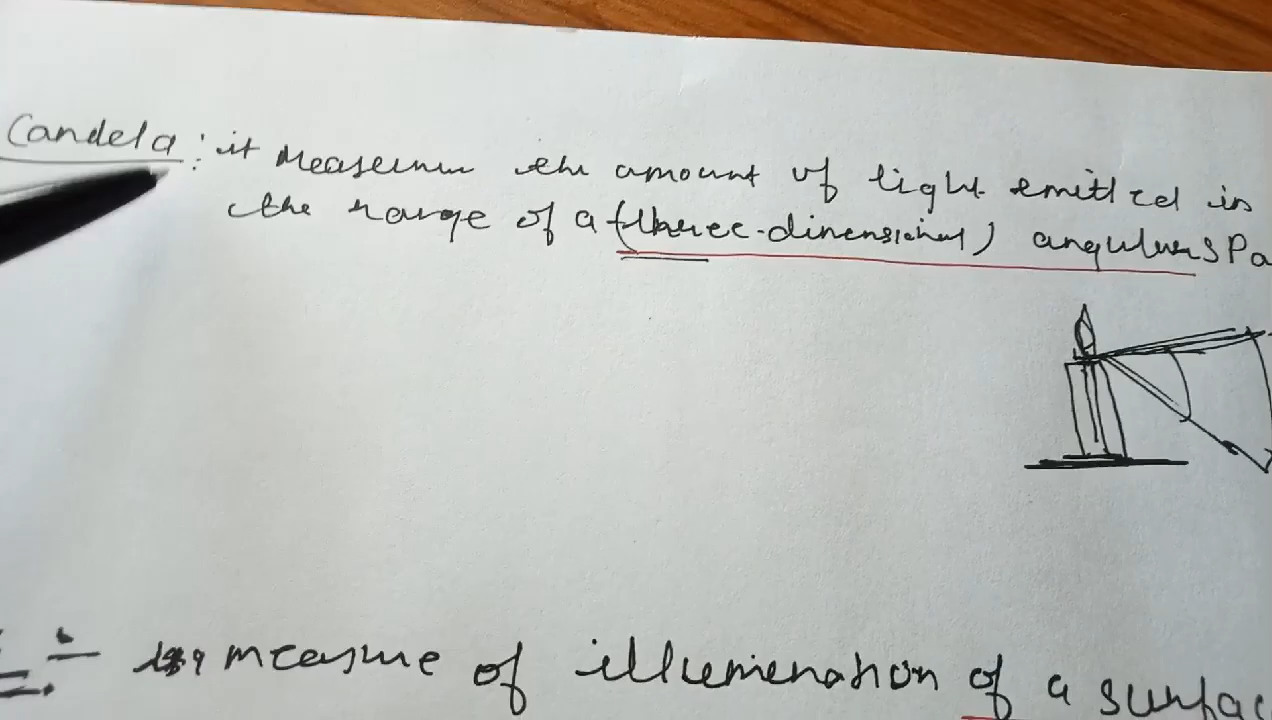 Candela : it Measures the amount of light emitted in
the range of a (three-dimensional) angular Spa
measure of illumenation of a surfac